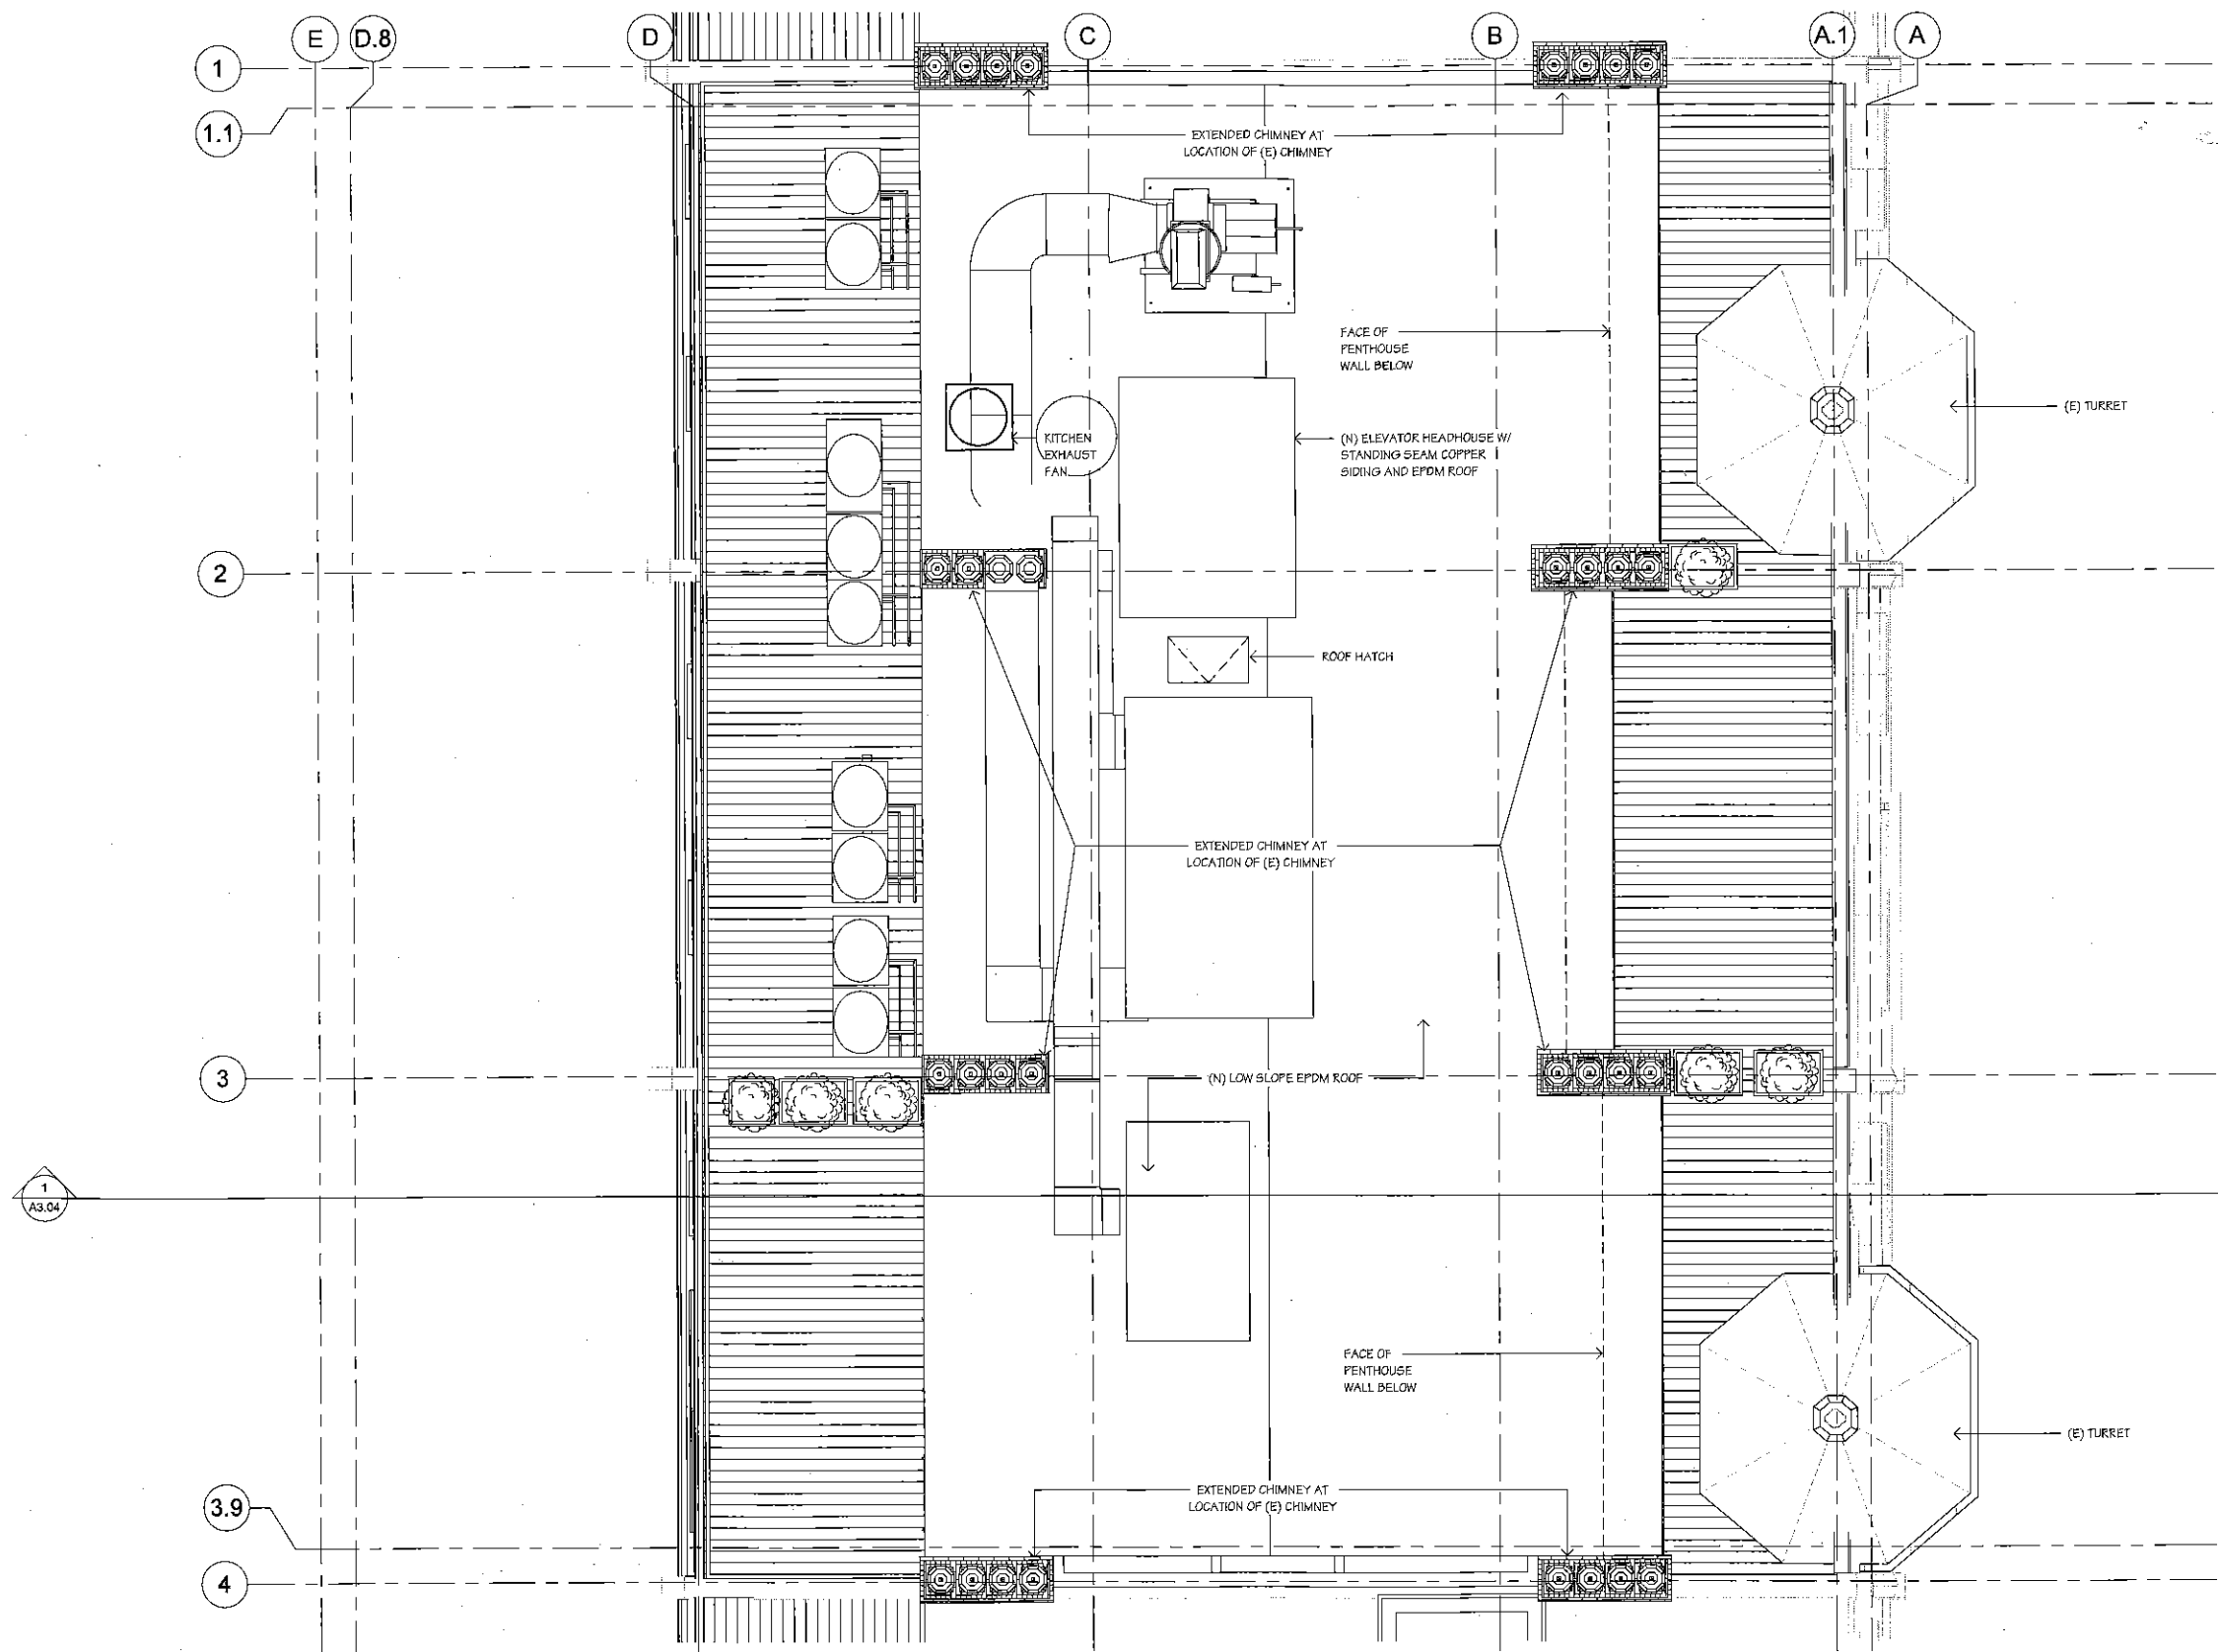 E
D.8
D
C
B
A.1
A
1
1.1
EXTENDED CHIMNEY AT
LOCATION OF (E) CHIMNEY
FACE OF
PENTHOUSE
WALL BELOW
(E) TURRET
KITCHEN
EXHAUST
FAN
(N) ELEVATOR HEADHOUSE W/
STANDING SEAM COPPER
SIDING AND EPDM ROOF
2
ROOF HATCH
EXTENDED CHIMNEY AT
LOCATION OF (E) CHIMNEY
3
(N) LOW SLOPE EPDM ROOF
1
A3.04
FACE OF
PENTHOUSE
WALL BELOW
(E) TURRET
EXTENDED CHIMNEY AT
LOCATION OF (E) CHIMNEY
3.9
4